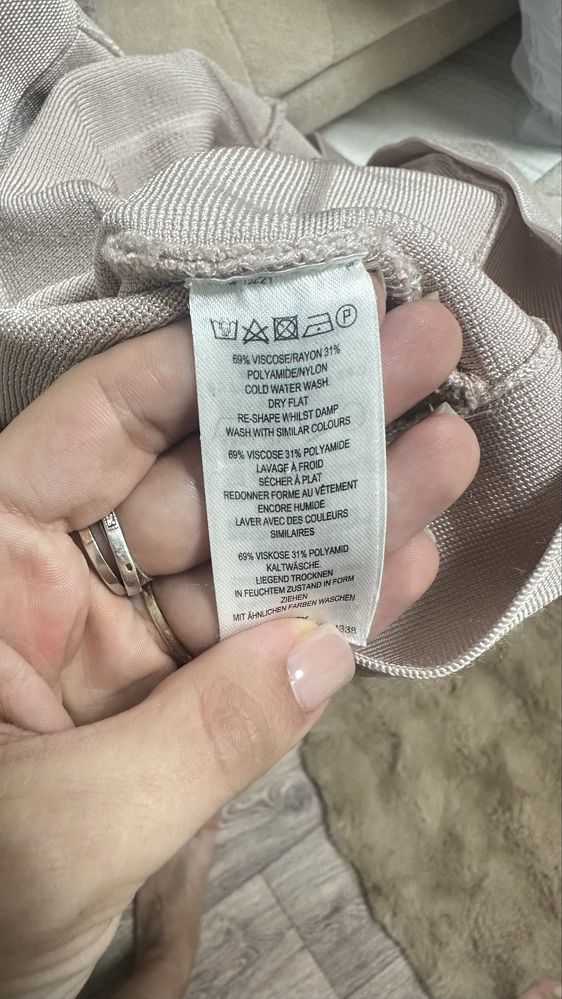 P
69% VISCOSE/RAYON 31%
POLYAMIDE/NYLON
COLD WATER WASH.
DRY FLAT
RE-SHAPE WHILST DAMP
WASH WITH SIMILAR COLOURS
69% VISCOSE 31% POLYAMIDE
LAVAGE À FROID
SÉCHER À PLAT
REDONNER FORME AU VÊTEMENT
ENCORE HUMIDE
LAVER AVEC DES COULEURS
SIMILAIRES
69% VISKOSE 31% POLYAMID
KALTWÄSCHE
LIEGEND TROCKNEN
IN FEUCHTEM ZUSTAND IN FORM
ZIEHEN
MIT ÄHNLICHEN FARBEN WASCHEN